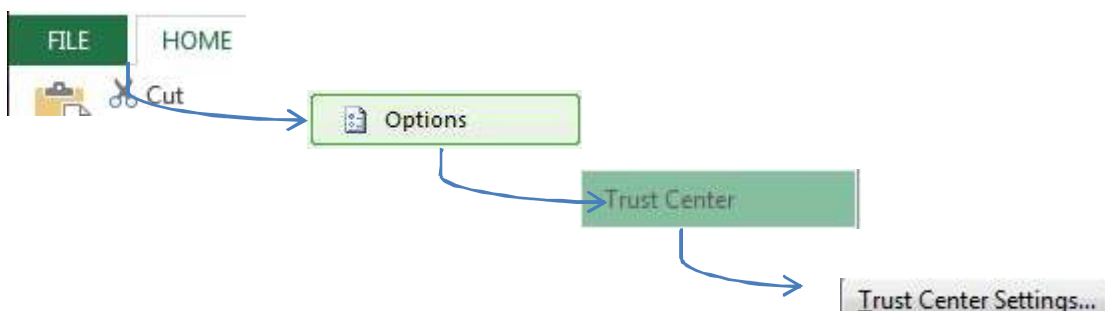 FILE HOME
Cut
Options
Trust Center
Trust Center Settings...